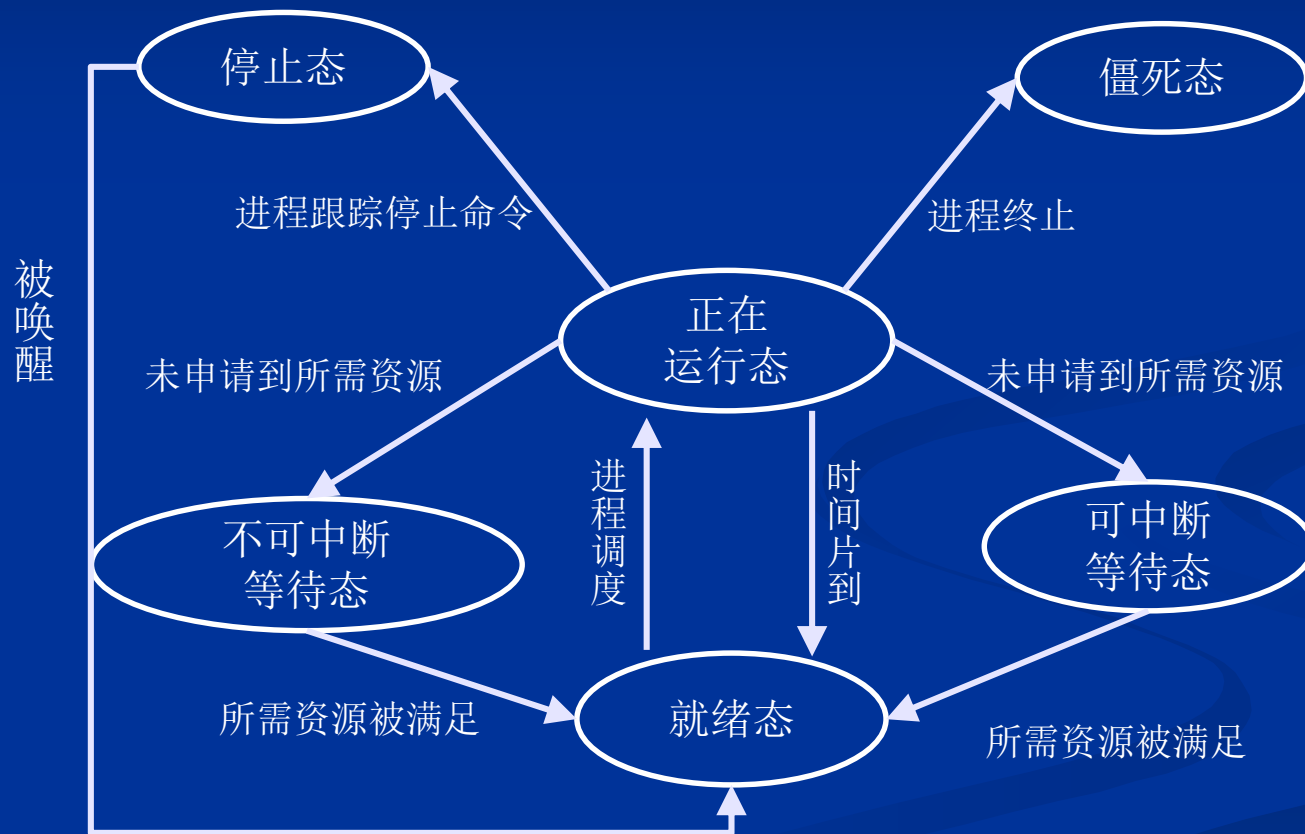 停止态
僵死态
进程跟踪停止命令
进程终止
被唤醒
正在
运行态
未申请到所需资源
未申请到所需资源
进程调度
时间片到
不可中断
等待态
可中断
等待态
就绪态
所需资源被满足
所需资源被满足